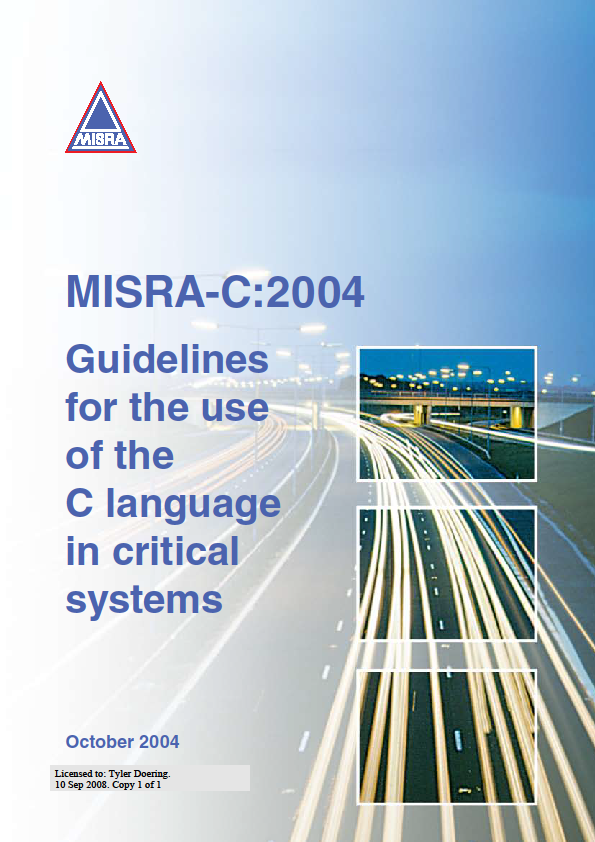 MISRA
MISRA-C:2004
Guidelines
for the use
of the
C language
in critical
systems
October 2004
Licensed to: Tyler Doering.
10 Sep 2008. Copy 1 of 1